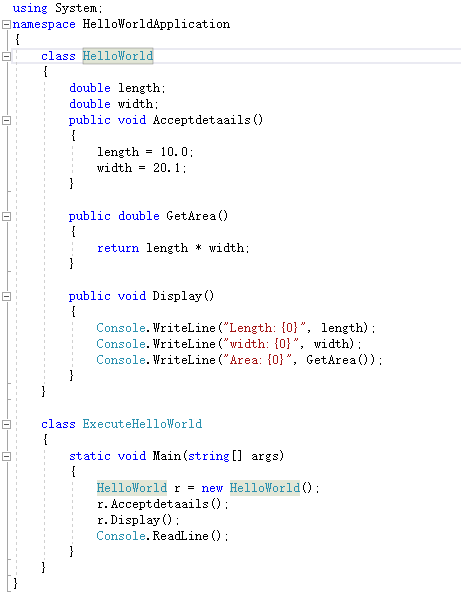 using System;
namespace HelloWorldApplication
{
    class HelloWorld
    {
        double length;
        double width;
        public void Acceptdetaails()
        {
            length = 10.0;
            width = 20.1;
        }

        public double GetArea()
        {
            return length * width;
        }

        public void Display()
        {
            Console.WriteLine("Length:{0}", length);
            Console.WriteLine("width:{0}", width);
            Console.WriteLine("Area:{0}", GetArea());
        }
    }

    class ExecuteHelloWorld
    {
        static void Main(string[] args)
        {
            HelloWorld r = new HelloWorld();
            r.Acceptdetaails();
            r.Display();
            Console.ReadLine();
        }
    }
}